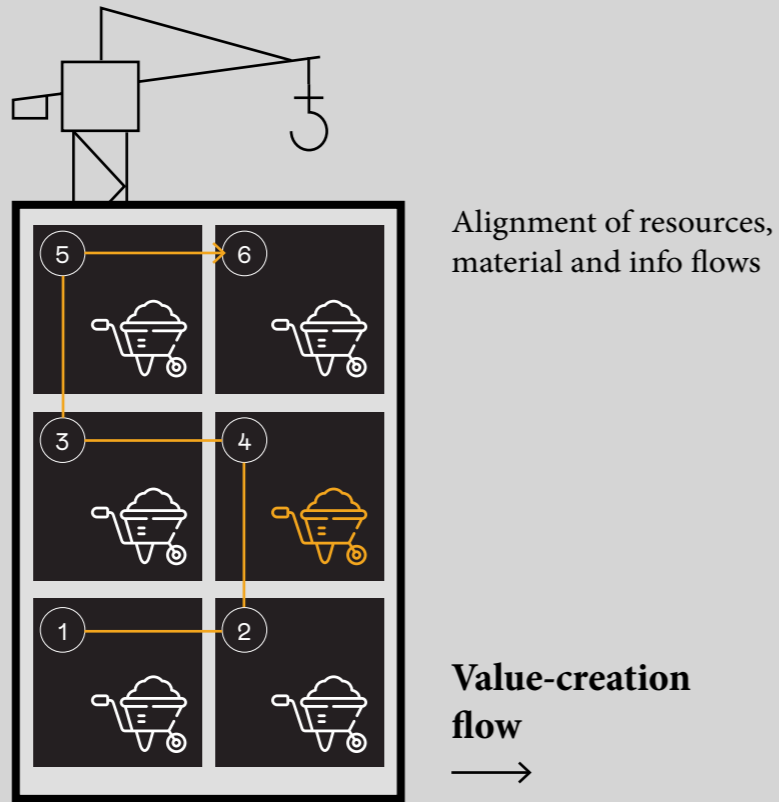 5 6
Alignment of resources,
material and info flows
3 4
1 2
Value-creation
flow